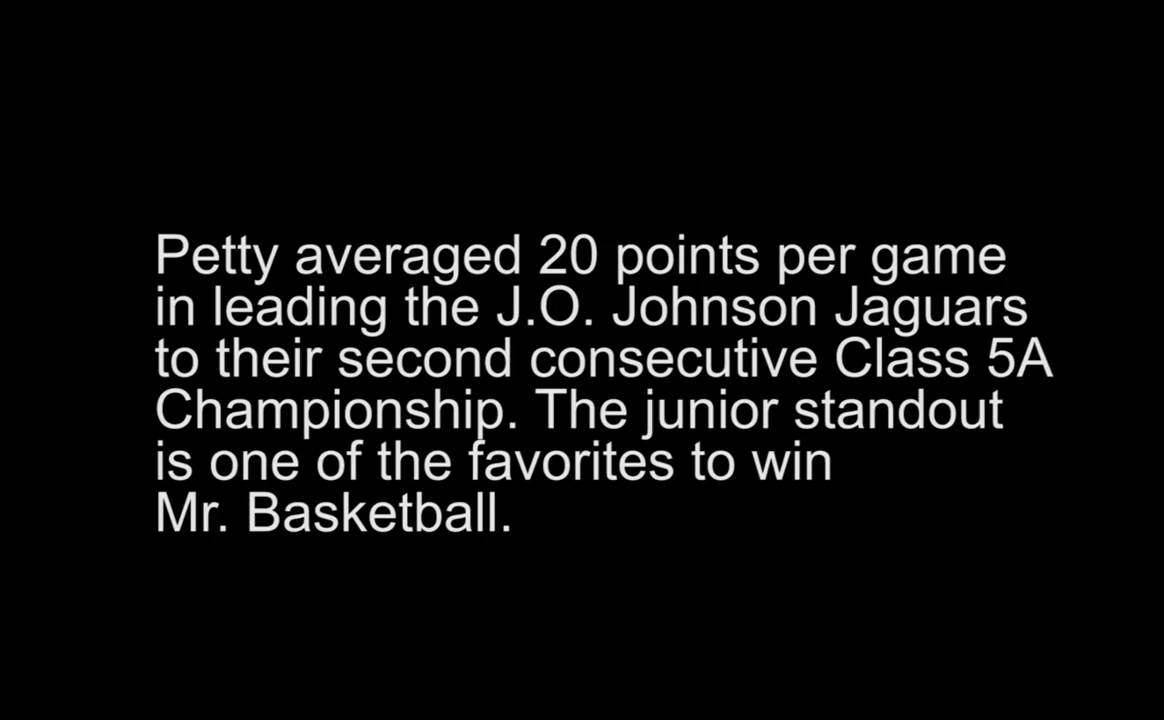 Petty averaged 20 points per game
in leading the J.O. Johnson Jaguars
to their second consecutive Class 5A
Championship. The junior standout
is one of the favorites to win
Mr. Basketball.